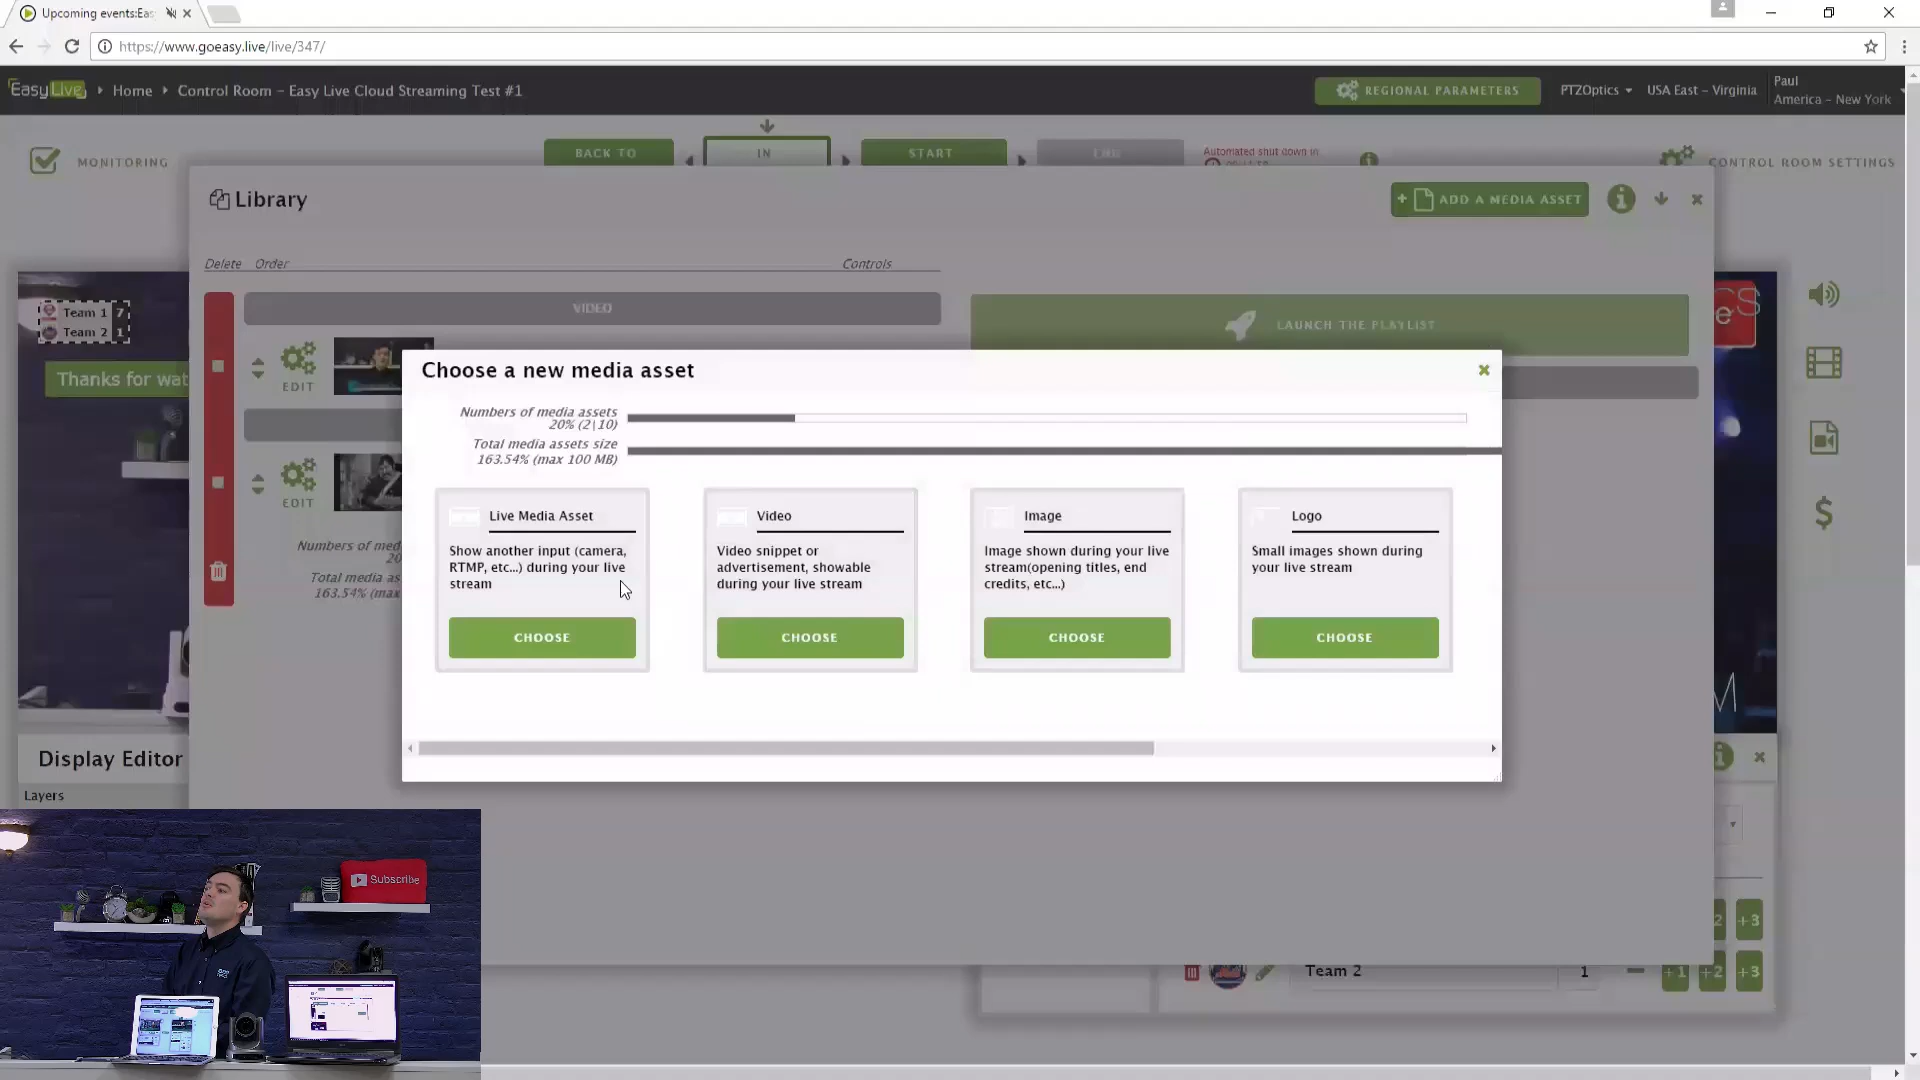 Upcoming events:Eas
https://www.goeasy.live/live/347/
EasyLive
Home
Control Room – Easy Live Cloud Streaming Test #1
REGIONAL PARAMETERS
PTZOptics
USA East – Virginia
Paul
America – New York
MONITORING
BACK TO
IN
START
END
Automated shut down in:
CONTROL ROOM SETTINGS
Library
+ ADD A MEDIA ASSET
Delete
Order
Controls
Team 1 7
Team 2 1
VIDEO
LAUNCH THE PLAYLIST
Thanks for wat
EDIT
EDIT
Numbers of med
20
Total media as
163.54% (max
Choose a new media asset
Numbers of media assets
20% (2\10)
Total media assets size
163.54% (max 100 MB)
Live Media Asset
Show another input (camera,
RTMP, etc...) during your live
stream
CHOOSE
Video
Video snippet or
advertisement, showable
during your live stream
CHOOSE
Image
Image shown during your live
stream(opening titles, end
credits, etc...)
CHOOSE
Logo
Small images shown during
your live stream
CHOOSE
Display Editor
Layers
Subscribe
2
+3
Team 2
1
+1
+2
+3